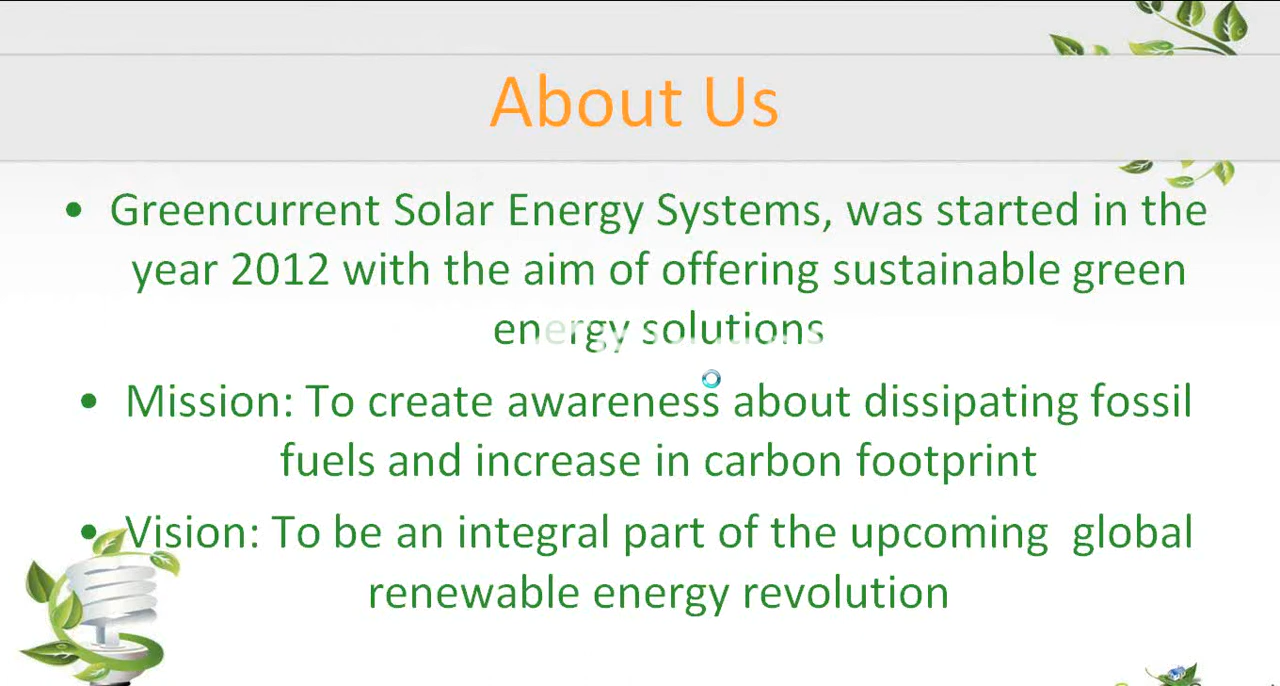 About Us
• Greencurrent Solar Energy Systems, was started in the
year 2012 with the aim of offering sustainable green
energy solutions
• Mission: To create awareness about dissipating fossil
fuels and increase in carbon footprint
• Vision: To be an integral part of the upcoming  global
renewable energy revolution